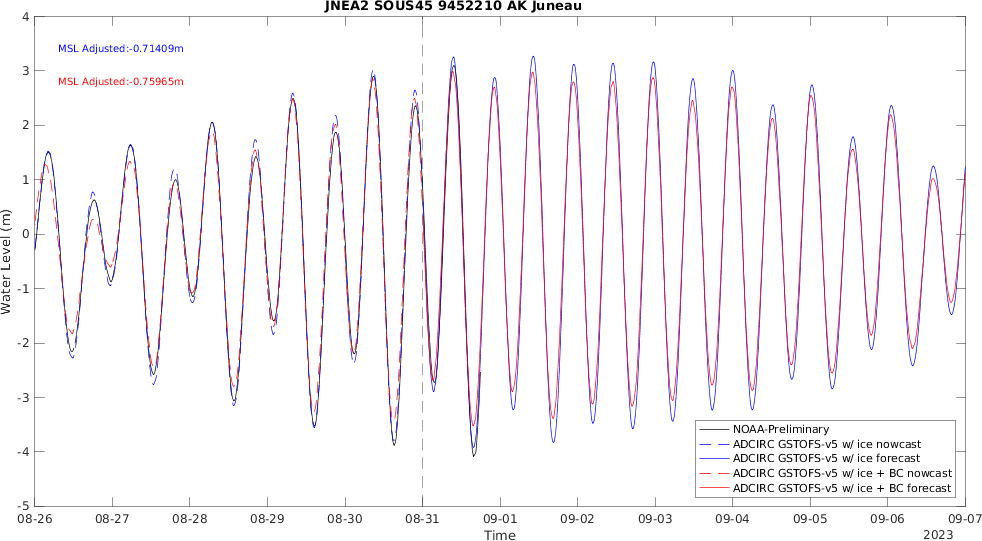 JNEA2 SOUS45 9452210 AK Juneau
MSL Adjusted:-0.71409m
MSL Adjusted:-0.75965m
Water Level (m)
4
3
2
1
0
-1
-2
-3
-4
-5
NOAA-Preliminary
ADCIRC GSTOFS-v5 w/ ice nowcast
ADCIRC GSTOFS-v5 w/ ice forecast
ADCIRC GSTOFS-v5 w/ ice + BC nowcast
ADCIRC GSTOFS-v5 w/ ice + BC forecast
08-26 08-27 08-28 08-29 08-30 08-31 09-01 09-02 09-03 09-04 09-05 09-06 09-07
Time
2023